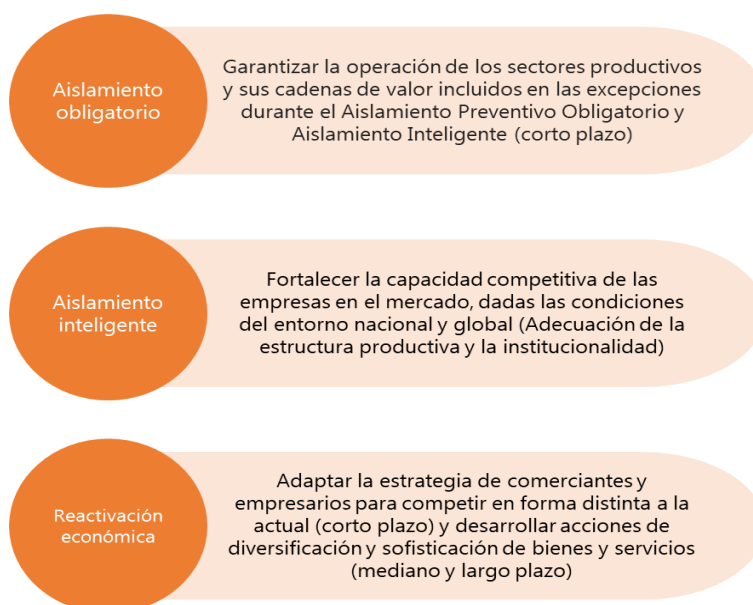 Aislamiento
obligatorio
Garantizar la operación de los sectores productivos
y sus cadenas de valor incluidos en las excepciones
durante el Aislamiento Preventivo Obligatorio y
Aislamiento Inteligente (corto plazo)
Aislamiento
inteligente
Fortalecer la capacidad competitiva de las
empresas en el mercado, dadas las condiciones
del entorno nacional y global (Adecuación de la
estructura productiva y la institucionalidad)
Reactivación
económica
Adaptar la estrategia de comerciantes y
empresarios para competir en forma distinta a la
actual (corto plazo) y desarrollar acciones de
diversificación y sofisticación de bienes y servicios
(mediano y largo plazo)